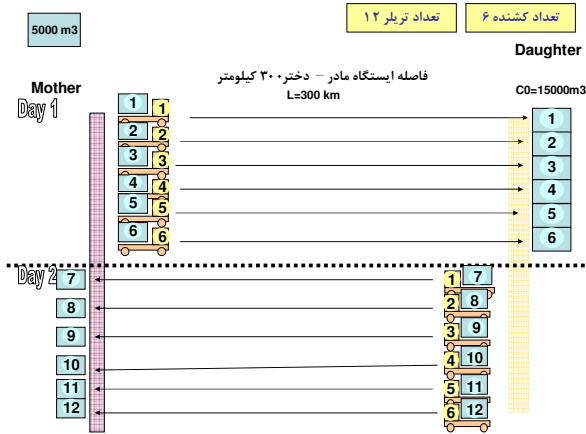 5000 m3
تعداد تریلر ۱۲
تعداد کشنده ۶
Daughter
فاصله ایستگاه مادر – دختر۳۰۰ کیلومتر
Mother
L=300 km
C0=15000m3
Day 1
1 1 1
2 2 2
3 3 3
4 4 4
5 5 5
6 6 6
Day 2
7 1 7
8 2 8
9 3 9
10 4 10
11 5 11
12 6 12